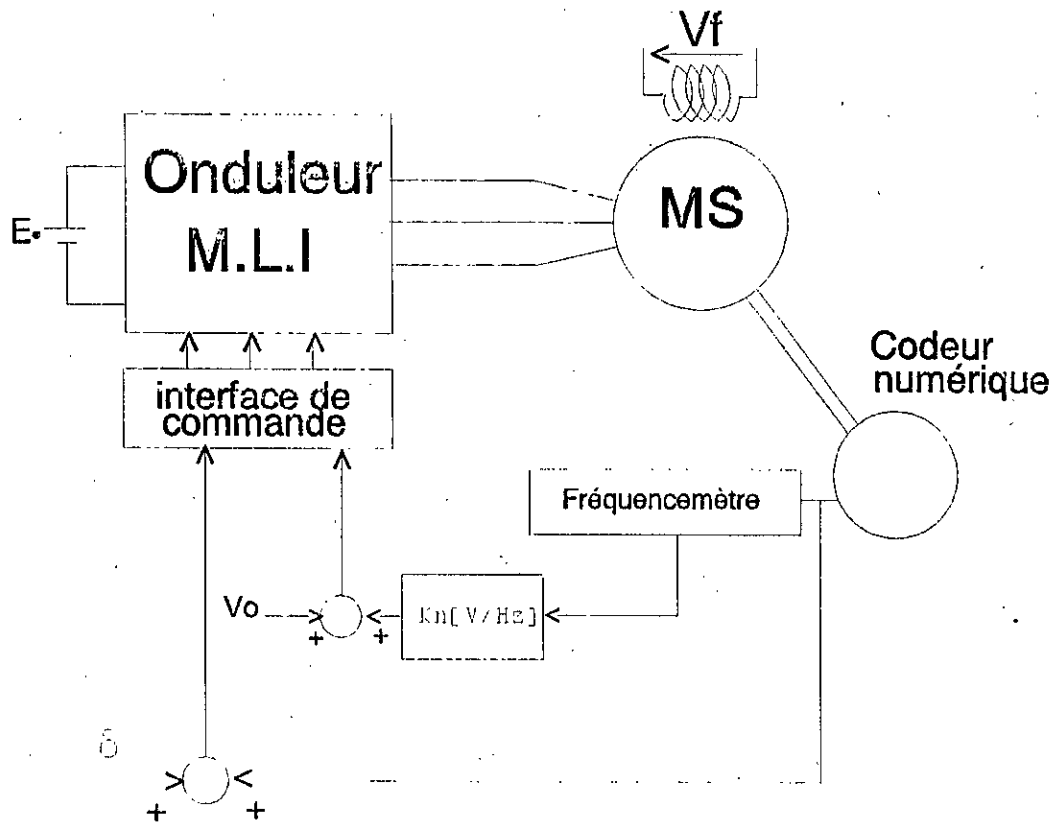 Vf
Onduleur
M.L.I
E
MS
Codeur
numérique
interface de
commande
Fréquencemètre
Vo
+
+
Kn[V/Hz]
δ
+
+